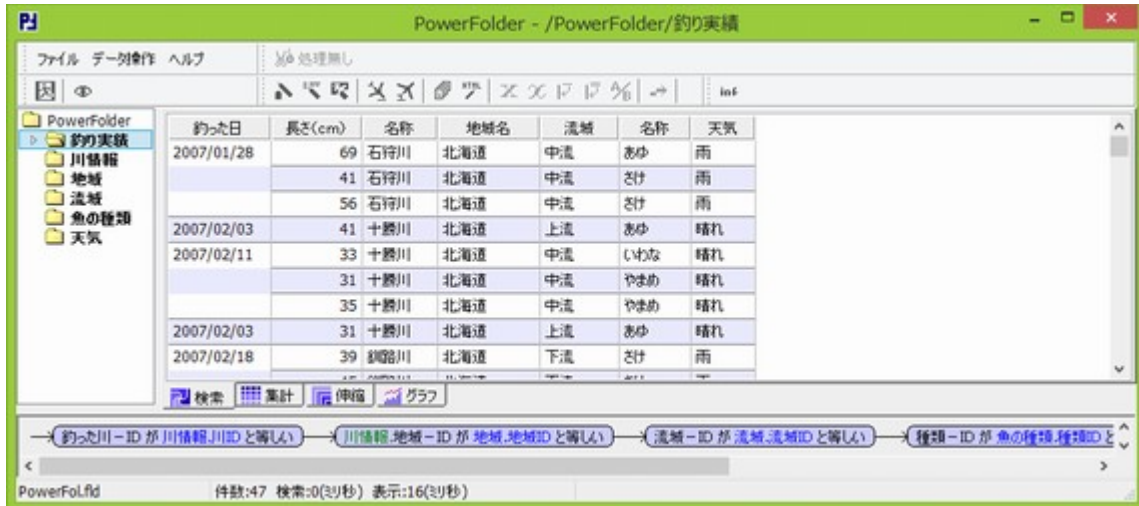 PowerFolder - /PowerFolder/釣り実績
ファイル データ操作 ヘルプ 処理無し
inf
PowerFolder
釣り実績
川情報
地域
流域
魚の種類
天気
釣った日 長さ(cm) 名称 地域名 流域 名称 天気
2007/01/28 69 石狩川 北海道 中流 あゆ 雨
41 石狩川 北海道 中流 さけ 雨
56 石狩川 北海道 中流 さけ 雨
2007/02/03 41 十勝川 北海道 上流 あゆ 晴れ
2007/02/11 33 十勝川 北海道 中流 いわな 晴れ
31 十勝川 北海道 中流 やまめ 晴れ
35 十勝川 北海道 中流 やまめ 晴れ
2007/02/03 31 十勝川 北海道 上流 あゆ 晴れ
2007/02/18 39 釧路川 北海道 下流 さけ 雨
検索 集計 伸縮 グラフ
釣った川-ID が 川情報.川ID と等しい 川情報.地域-ID が 地域.地域ID と等しい 流域-ID が 流域.流域ID と等しい 種類-ID が 魚の種類.種類ID と
PowerFol.fld 件数:47 検索:0(ミリ秒) 表示:16(ミリ秒)